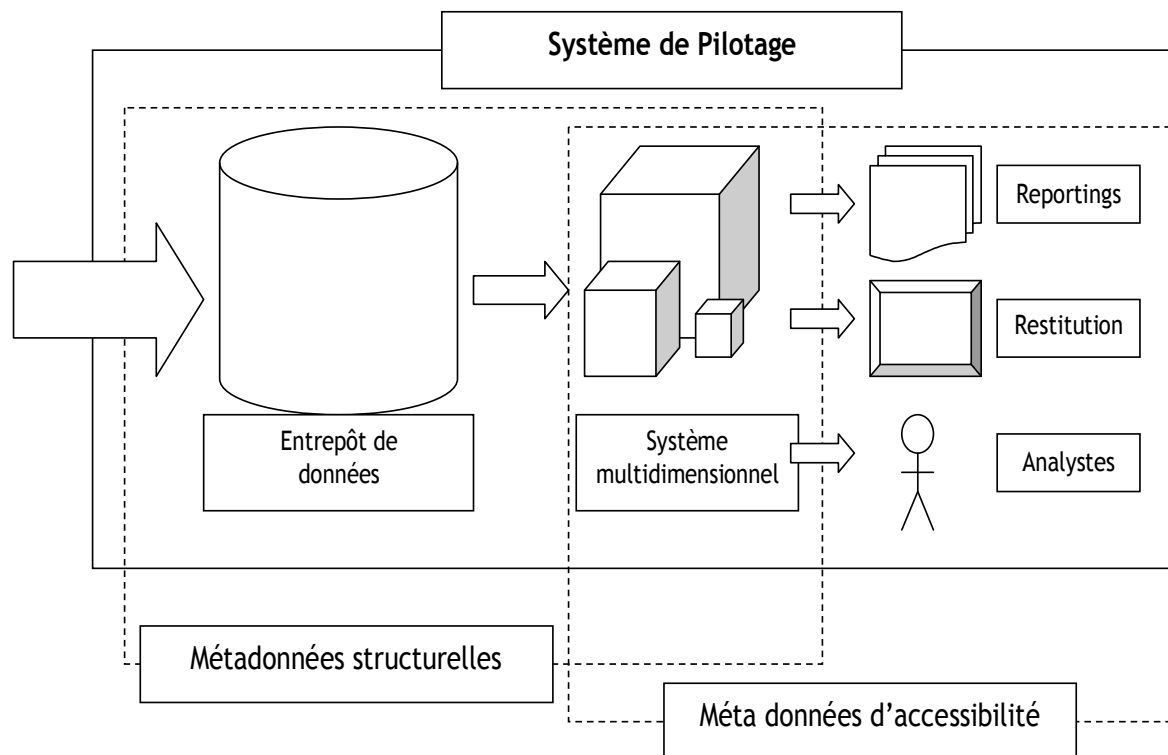 Système de Pilotage
Reportings
Restitution
Entrepôt de
données
Système
multidimensionnel
Analystes
Métadonnées structurelles
Méta données d’accessibilité